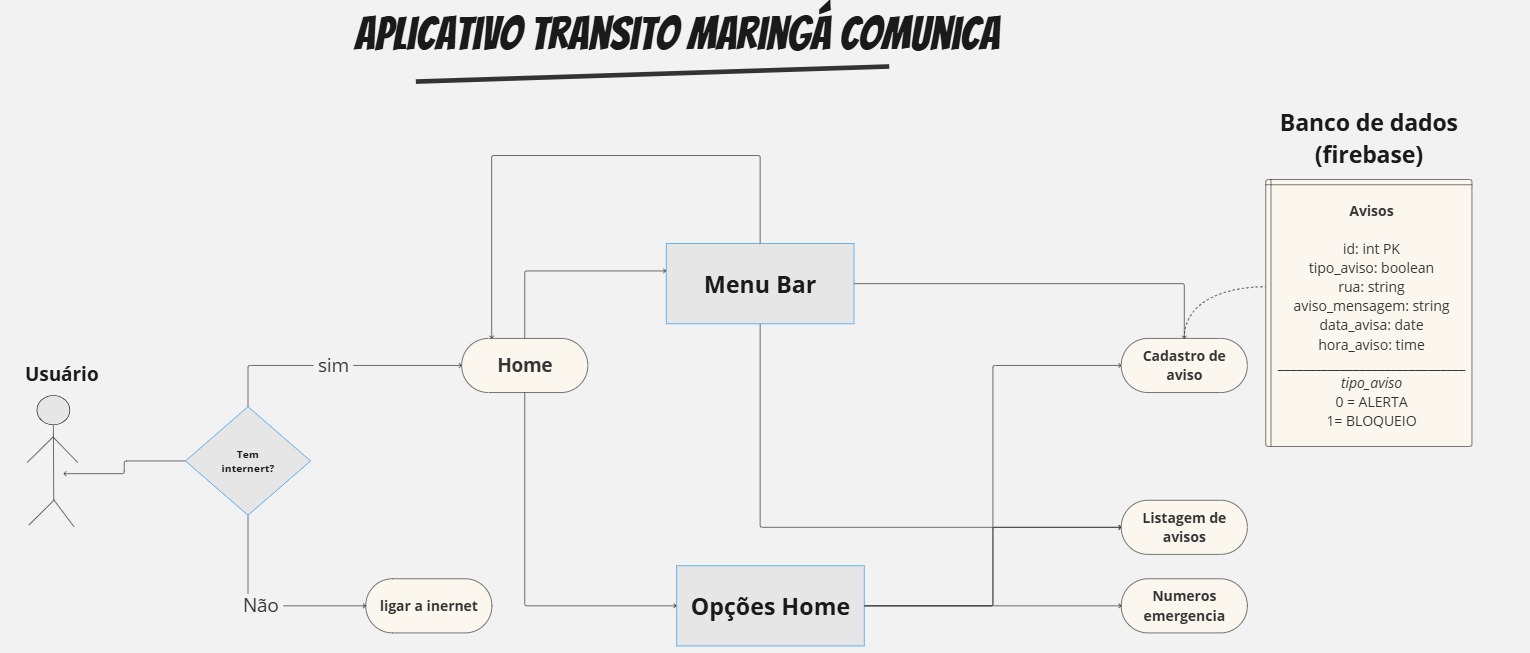 APLICATIVO TRANSITO MARINGÁ COMUNICA
Banco de dados
(firebase)
Avisos
id: int PK
tipo_aviso: boolean
rua: string
aviso_mensagem: string
data_avisa: date
hora_aviso: time
tipo_aviso
0 = ALERTA
1= BLOQUEIO
Menu Bar
Usuário
sim
Home
Cadastro de
aviso
Tem
internert?
Listagem de
avisos
Não
ligar a inernet
Opções Home
Numeros
emergencia